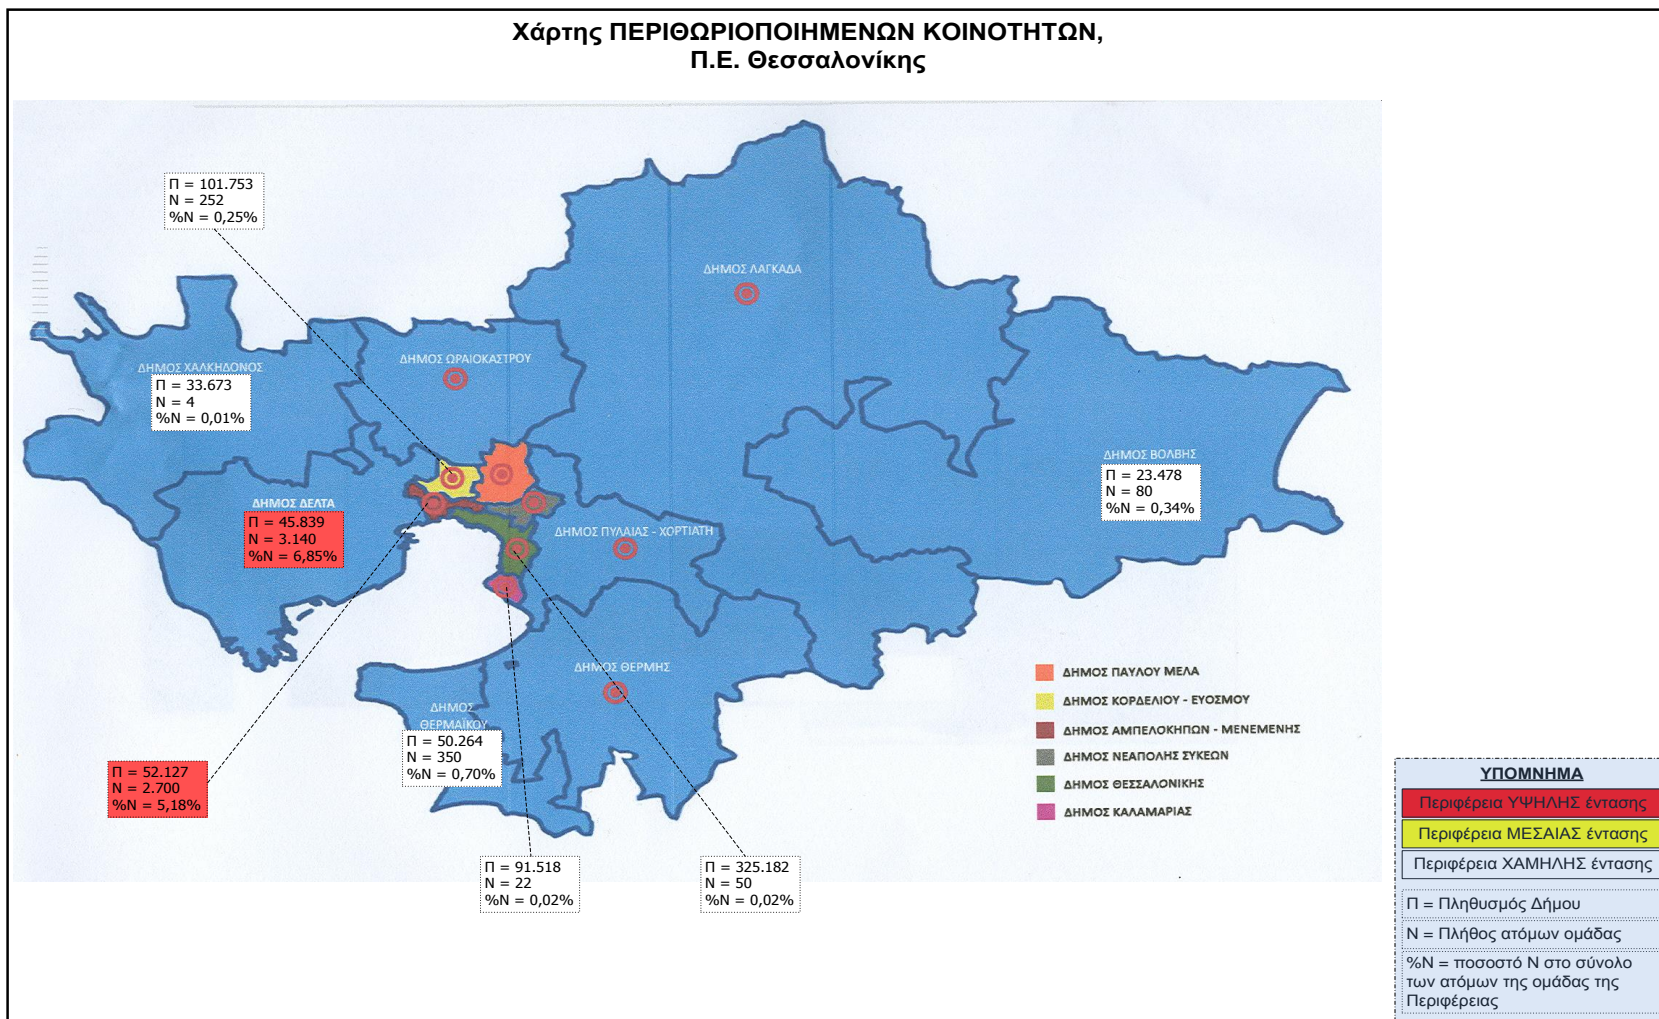 Χάρτης ΠΕΡΙΘΩΡΙΟΠΟΙΗΜΕΝΩΝ ΚΟΙΝΟΤΗΤΩΝ,
Π.Ε. Θεσσαλονίκης
Π = 101.753
Ν = 252
%Ν = 0,25%
ΔΗΜΟΣ ΛΑΓΚΑΔΑ
ΔΗΜΟΣ ΩΡΑΙΟΚΑΣΤΡΟΥ
ΔΗΜΟΣ ΧΑΛΚΗΔΟΝΟΣ
Π = 33.673
Ν = 4
%Ν = 0,01%
ΔΗΜΟΣ ΒΟΛΒΗΣ
Π = 23.478
Ν = 80
%Ν = 0,34%
ΔΗΜΟΣ ΔΕΛΤΑ
Π = 45.839
Ν = 3.140
%Ν = 6,85%
ΔΗΜΟΣ ΠΥΛΑΙΑΣ - ΧΟΡΤΙΑΤΗ
ΔΗΜΟΣ ΘΕΡΜΗΣ
ΔΗΜΟΣ
ΘΕΡΜΑΪΚΟΥ
Π = 50.264
Ν = 350
%Ν = 0,70%
Π = 52.127
Ν = 2.700
%Ν = 5,18%
Π = 91.518
Ν = 22
%Ν = 0,02%
Π = 325.182
Ν = 50
%Ν = 0,02%
ΔΗΜΟΣ ΠΑΥΛΟΥ ΜΕΛΑ
ΔΗΜΟΣ ΚΟΡΔΕΛΙΟΥ - ΕΥΟΣΜΟΥ
ΔΗΜΟΣ ΑΜΠΕΛΟΚΗΠΩΝ - ΜΕΝΕΜΕΝΗΣ
ΔΗΜΟΣ ΝΕΑΠΟΛΗΣ ΣΥΚΕΩΝ
ΔΗΜΟΣ ΘΕΣΣΑΛΟΝΙΚΗΣ
ΔΗΜΟΣ ΚΑΛΑΜΑΡΙΑΣ
ΥΠΟΜΝΗΜΑ
Περιφέρεια ΥΨΗΛΗΣ έντασης
Περιφέρεια ΜΕΣΑΙΑΣ έντασης
Περιφέρεια ΧΑΜΗΛΗΣ έντασης
Π = Πληθυσμός Δήμου
Ν = Πλήθος ατόμων ομάδας
%Ν = ποσοστό Ν στο σύνολο
των ατόμων της ομάδας της
Περιφέρειας